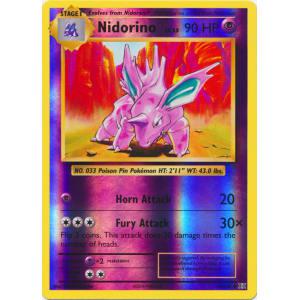 STAGE 1
Evolves from Nidoran
Nidorino 90 HP
NO. 033 Poison Pin Pokémon HT: 2'11" WT: 43.0 lbs.
Horn Attack 20
Fury Attack 30×
Flip 3 coins. This attack does 30 damage times
the number of heads.
×2